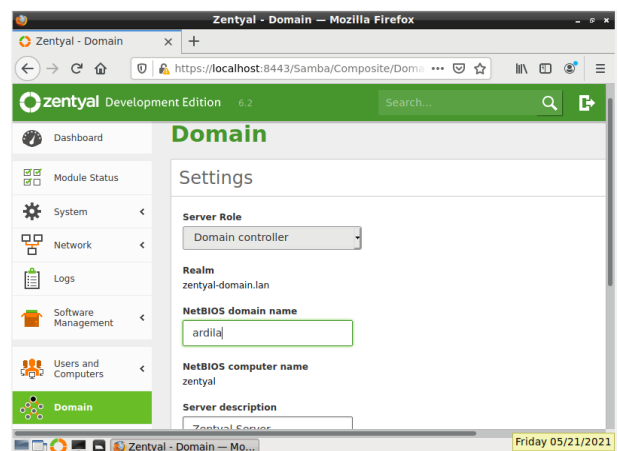 Zentyal - Domain — Mozilla Firefox
Zentyal - Domain
https://localhost:8443/Samba/Composite/Doma
zentyal Development Edition 6.2
Search...
Dashboard
Module Status
System
Network
Logs
Software
Management
Users and
Computers
Domain
Domain
Settings
Server Role
Domain controller
Realm
zentyal-domain.lan
NetBIOS domain name
ardila
NetBIOS computer name
zentyal
Server description
Zentyal Server
Zentyal - Domain — Mo...
Friday 05/21/2021